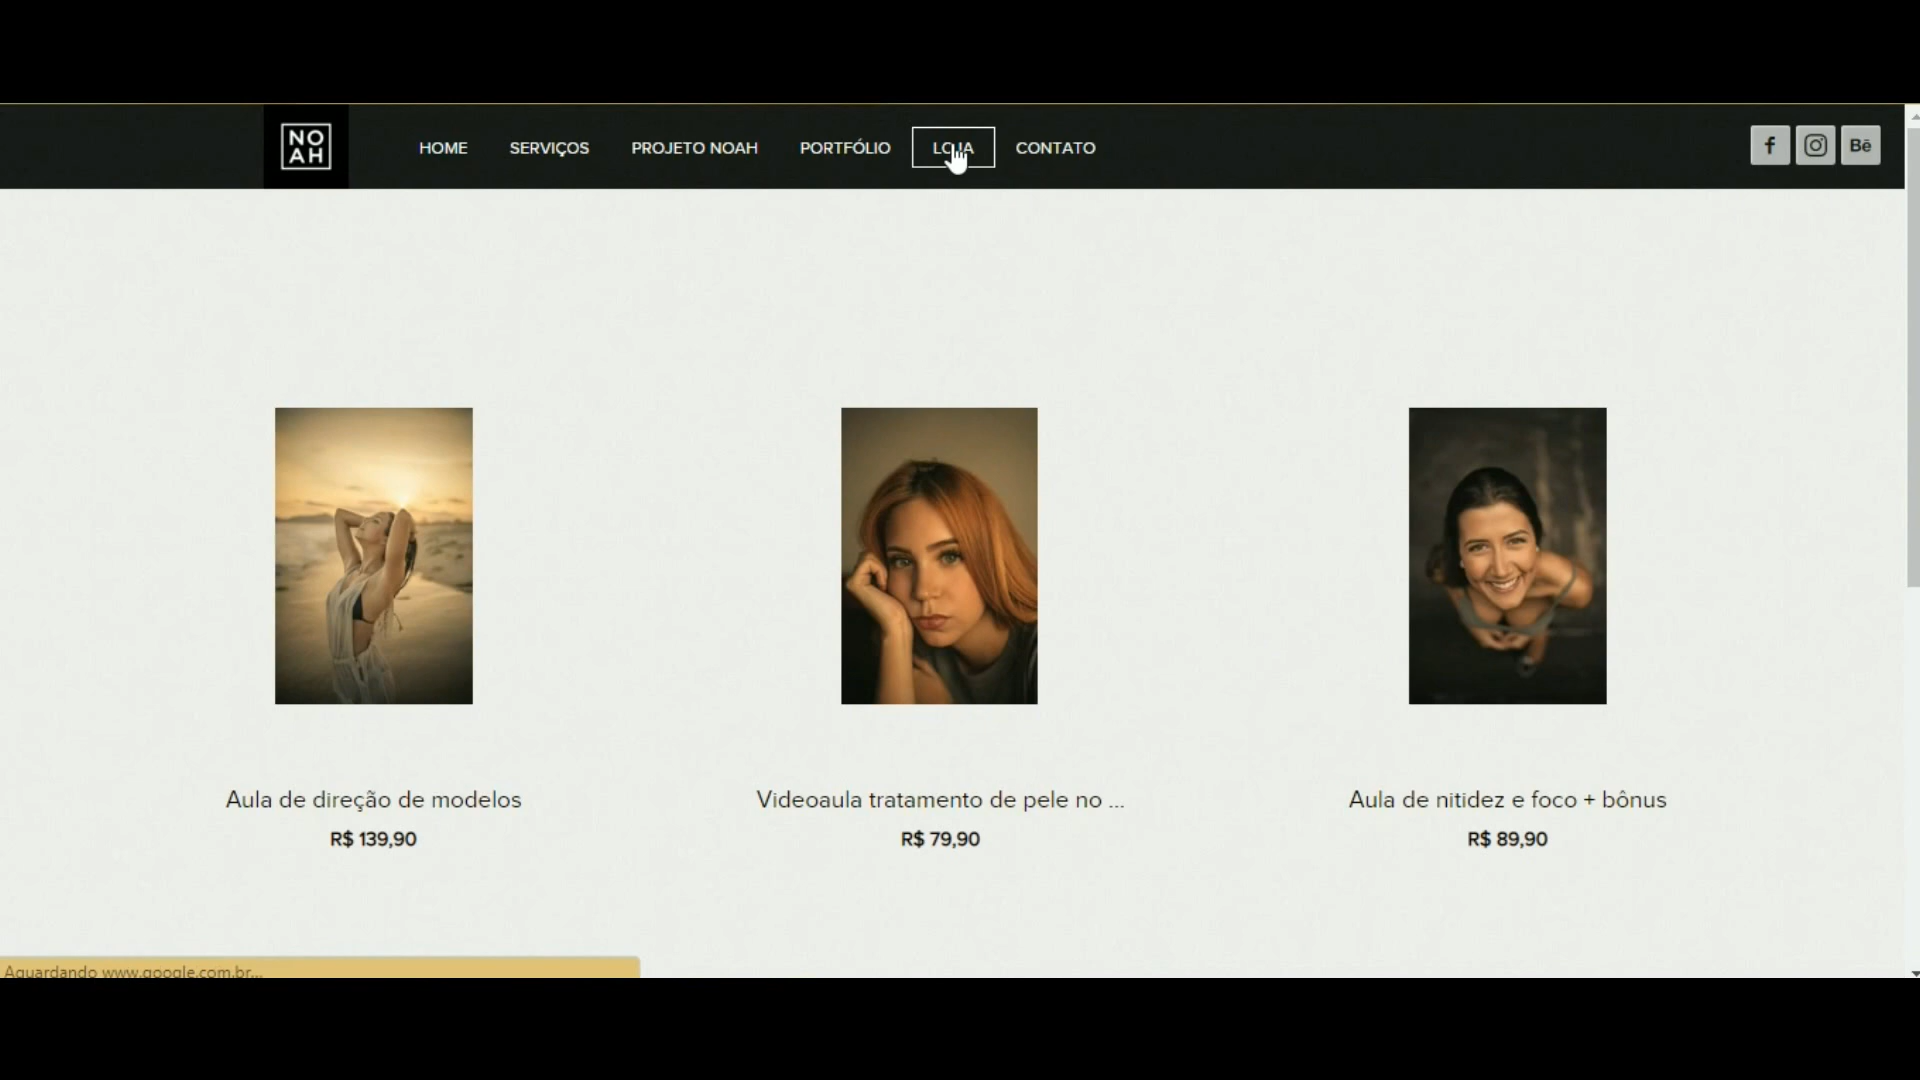 NO
AH
HOME
SERVIÇOS
PROJETO NOAH
PORTFÓLIO
LOJA
CONTATO
f
Bē
Aula de direção de modelos
R$ 139,90
Videoaula tratamento de pele no ...
R$ 79,90
Aula de nitidez e foco + bônus
R$ 89,90
Aguardando www.google.com.br...